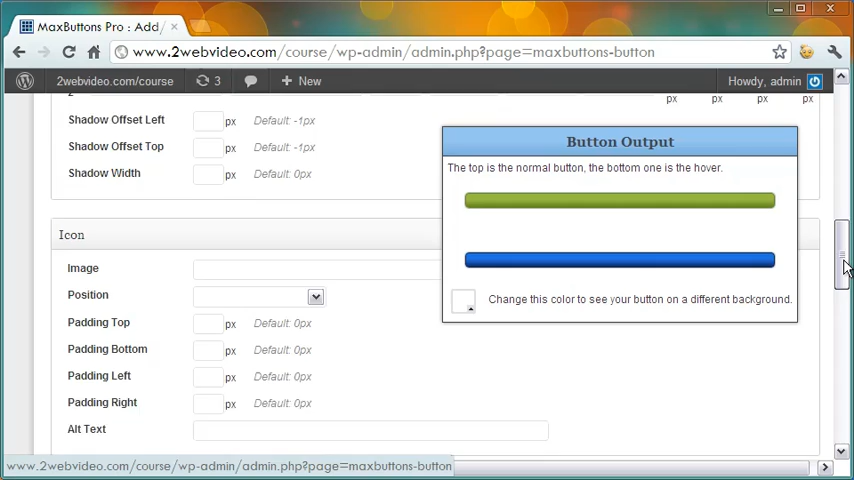 MaxButtons Pro : Add/
www.2webvideo.com/course/wp-admin/admin.php?page=maxbuttons-button
2webvideo.com/course 3 New Howdy, admin
px px px px
Shadow Offset Left px Default: -1px
Shadow Offset Top px Default: -1px
Shadow Width px Default: 0px
Button Output
The top is the normal button, the bottom one is the hover.
Change this color to see your button on a different background.
Icon
Image
Position
Padding Top px Default: 0px
Padding Bottom px Default: 0px
Padding Left px Default: 0px
Padding Right px Default: 0px
Alt Text
www.2webvideo.com/course/wp-admin/admin.php?page=maxbuttons-button